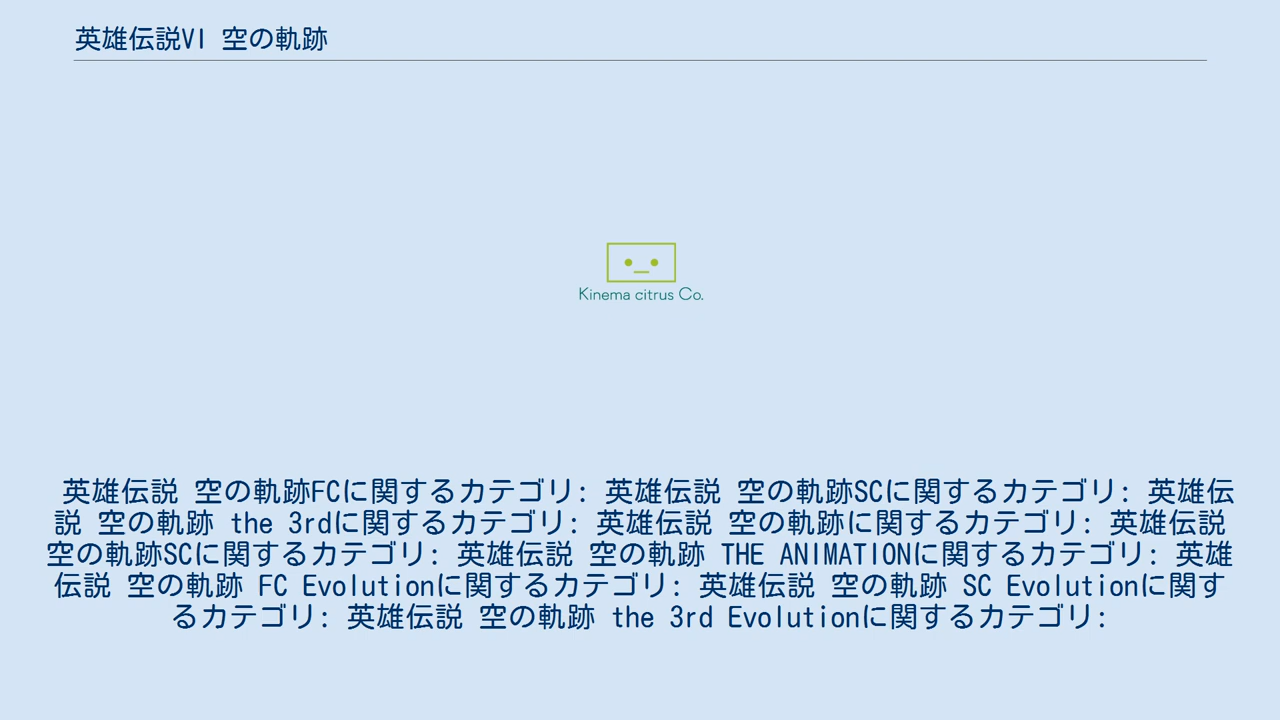 英雄伝説VI 空の軌跡
Kinema citrus Co.
英雄伝説 空の軌跡FCに関するカテゴリ: 英雄伝説 空の軌跡SCに関するカテゴリ: 英雄伝
説 空の軌跡 the 3rdに関するカテゴリ: 英雄伝説 空の軌跡に関するカテゴリ: 英雄伝説
空の軌跡SCに関するカテゴリ: 英雄伝説 空の軌跡 THE ANIMATIONに関するカテゴリ: 英雄
伝説 空の軌跡 FC Evolutionに関するカテゴリ: 英雄伝説 空の軌跡 SC Evolutionに関す
るカテゴリ: 英雄伝説 空の軌跡 the 3rd Evolutionに関するカテゴリ: